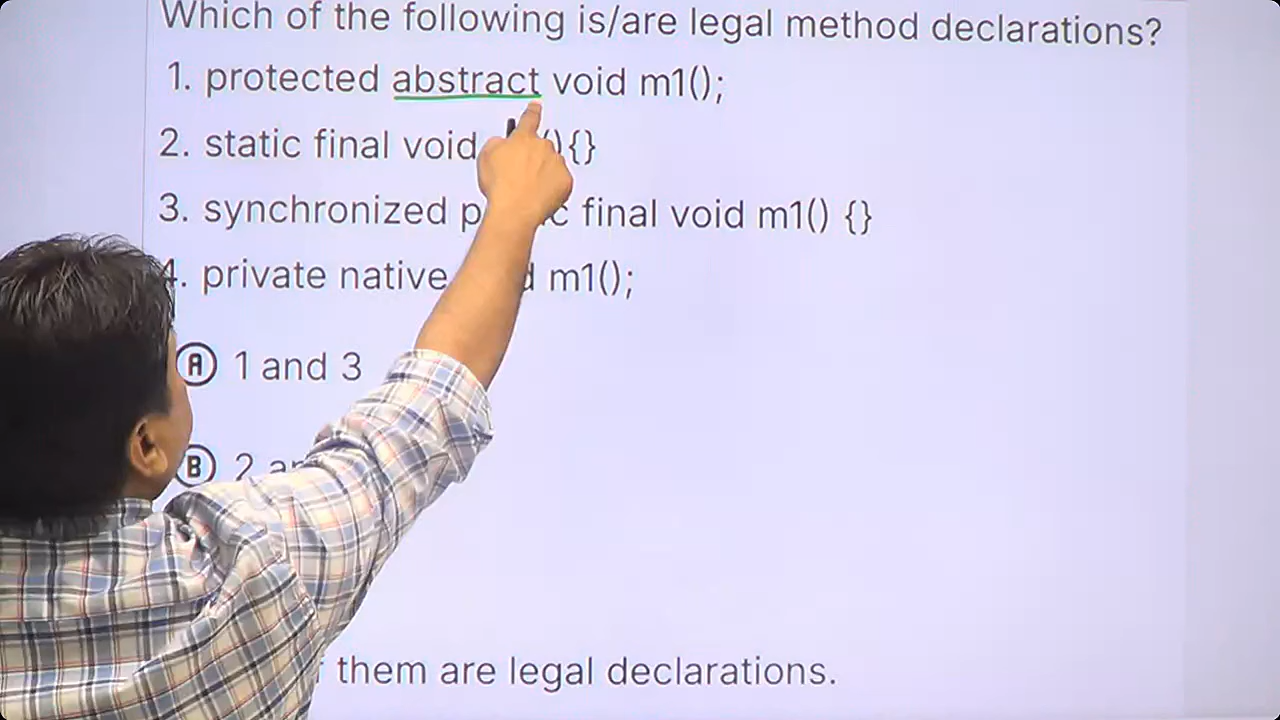 Which of the following is/are legal method declarations?
1. protected abstract void m1();
2. static final void (){}
3. synchronized final void m1() {}
4. private native m1();
A 1 and 3
B 2
them are legal declarations.